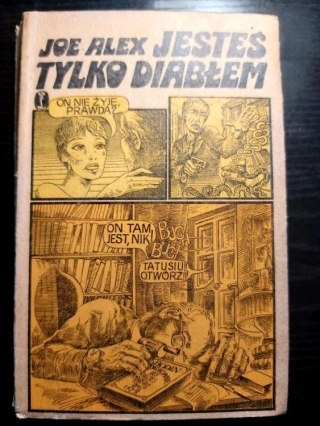 JOE ALEX JESTEŚ
TYLKO DIABŁEM
ON NIE ŻYJE,
PRAWDA?
ON TAM
JEST, NIK
BUCH
BUCH
TATUSIU!
OTWÓRZ!